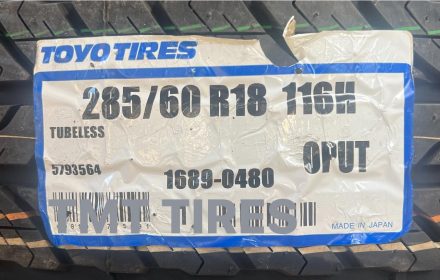 TOYO TIRES
285/60 R18 116H
TUBELESS
OPUT
5793564
1689-0480
TMT TIRES
MADE IN JAPAN